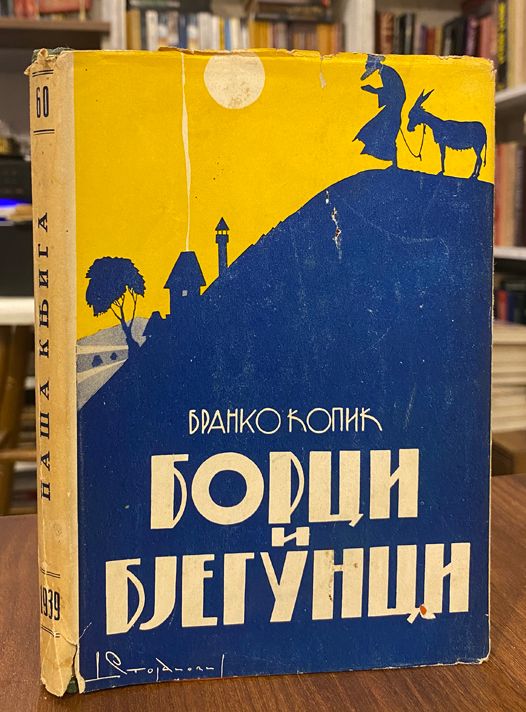 60
НАША КЊИГА
1939
БРАНКО ЋОПИЋ
БОРЦИ
И
БЈЕГУНЦИ